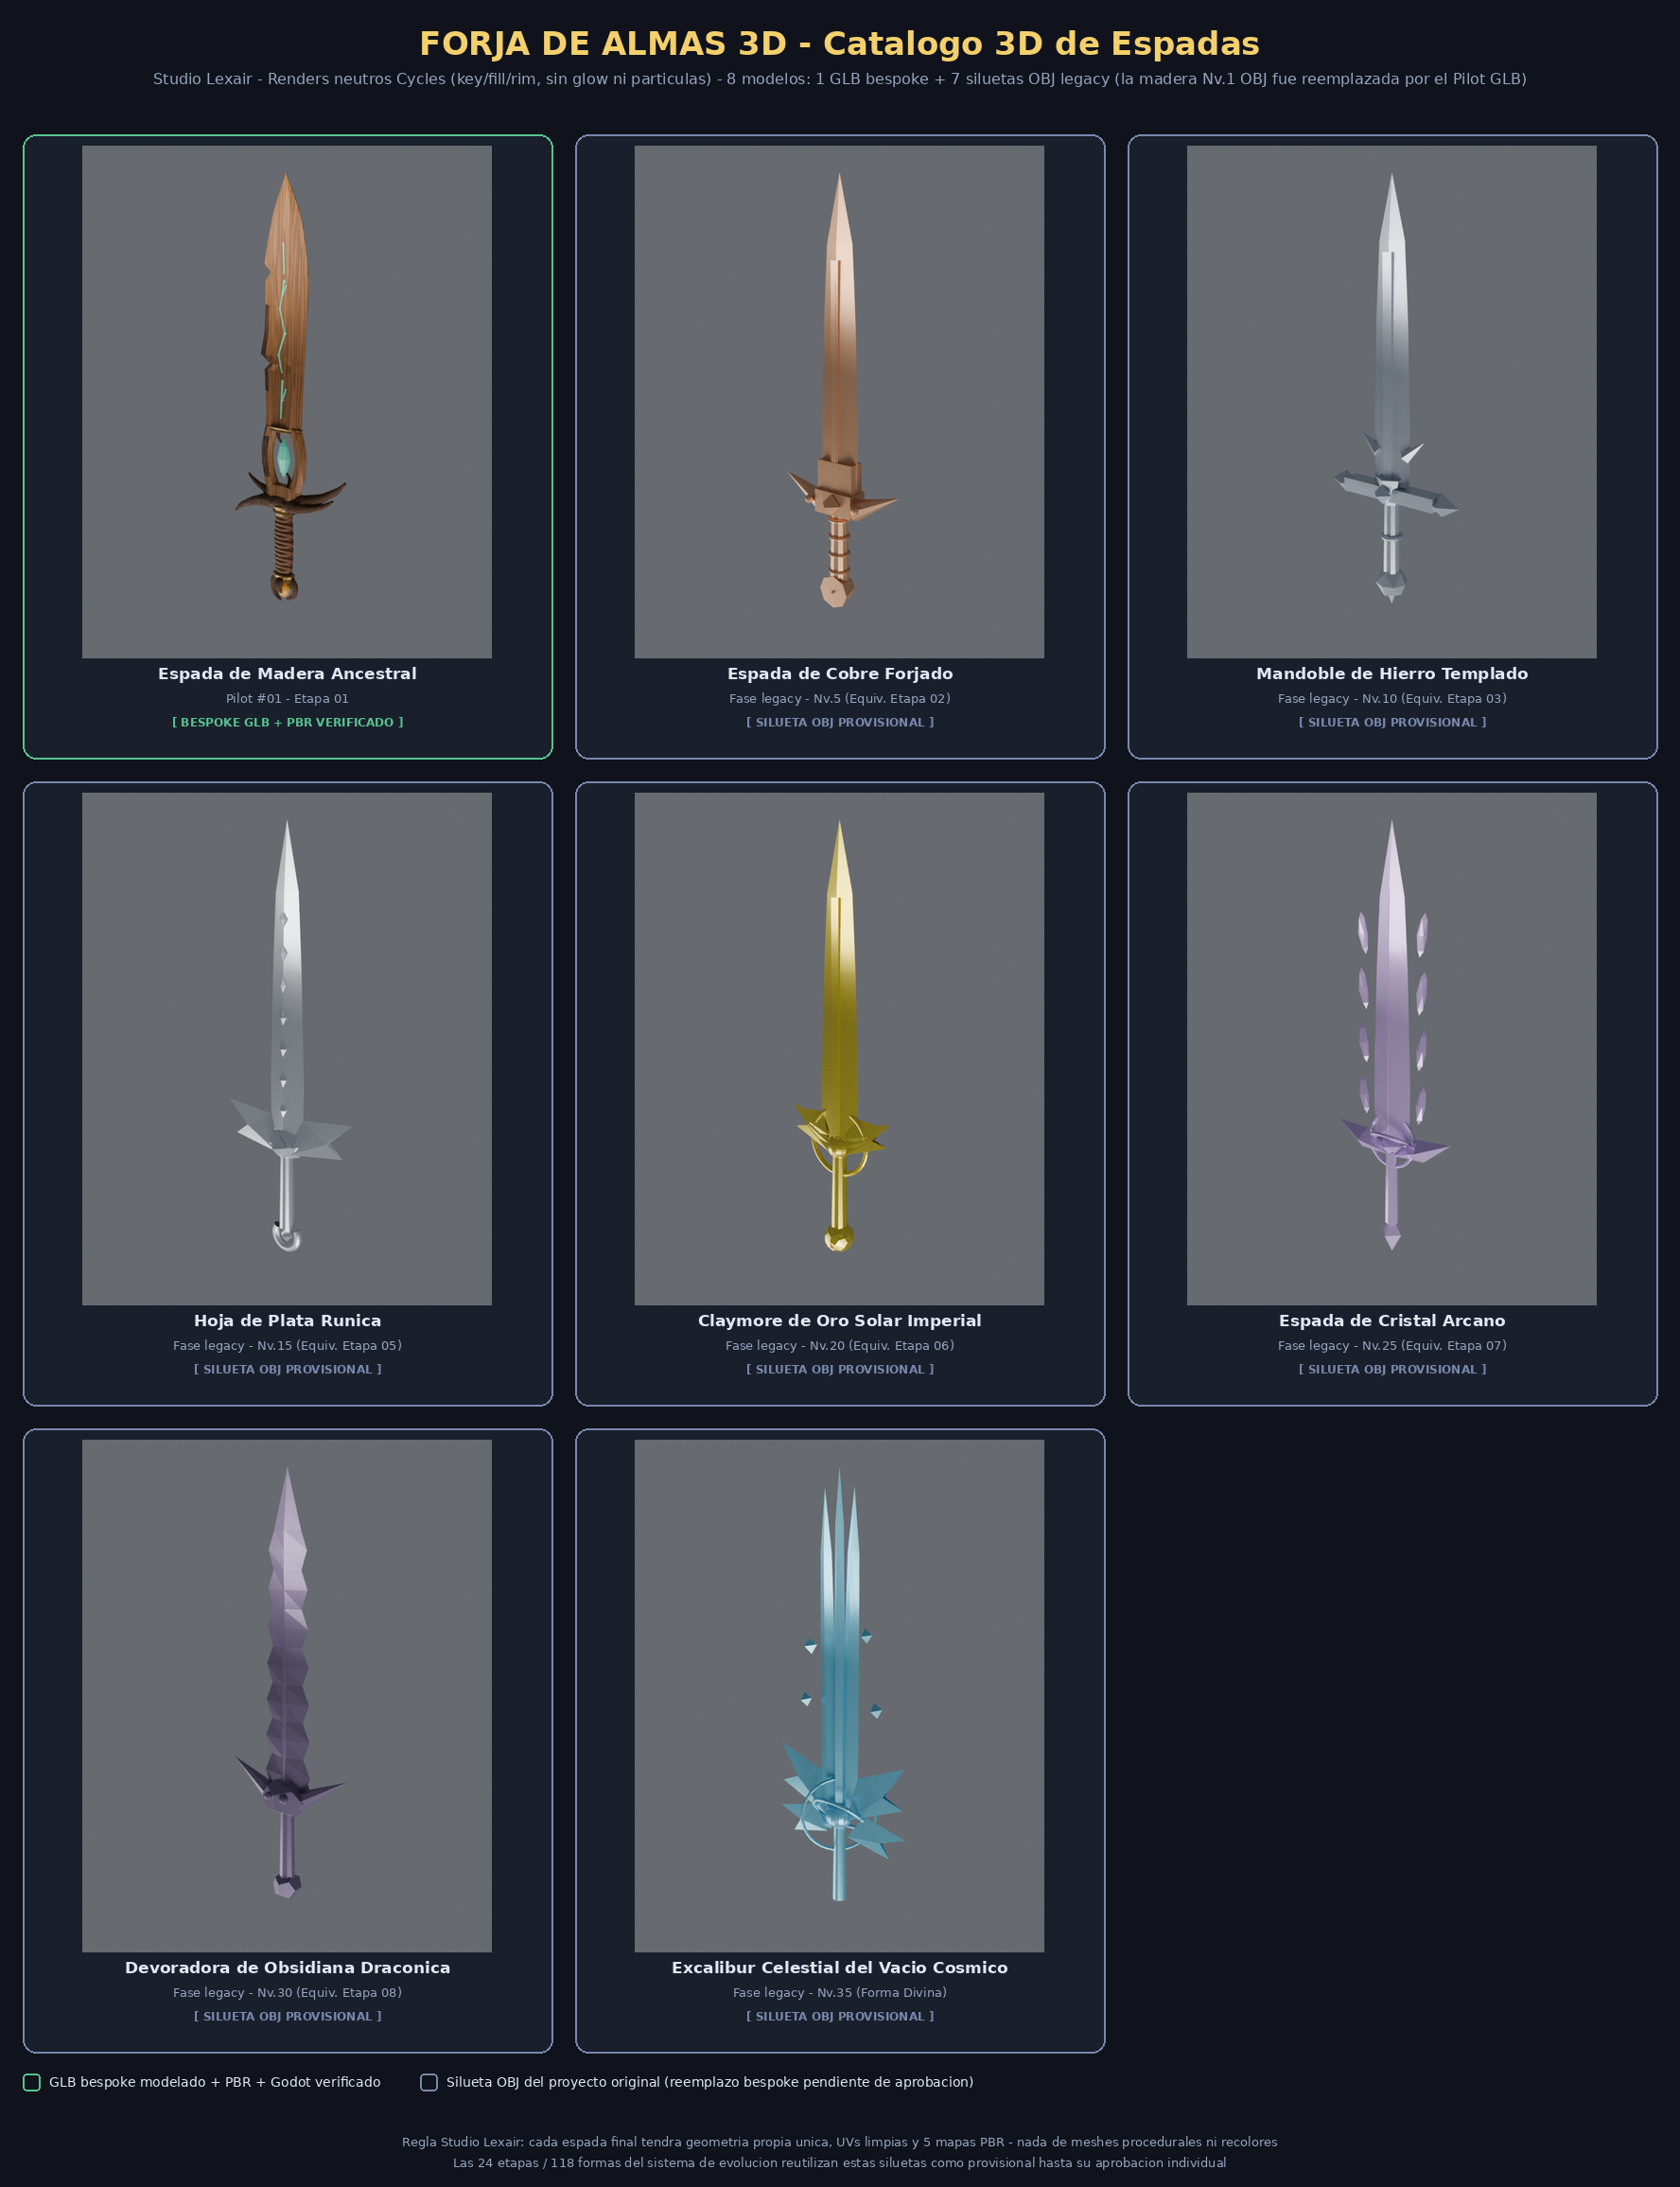 FORJA DE ALMAS 3D - Catalogo 3D de Espadas
Studio Lexair - Renders neutros Cycles (key/fill/rim, sin glow ni particulas) - 8 modelos: 1 GLB bespoke + 7 siluetas OBJ legacy (la madera Nv.1 OBJ fue reemplazada por el Pilot GLB)
Espada de Madera Ancestral
Pilot #01 - Etapa 01
[ BESPOKE GLB + PBR VERIFICADO ]
Espada de Cobre Forjado
Fase legacy - Nv.5 (Equiv. Etapa 02)
[ SILUETA OBJ PROVISIONAL ]
Mandoble de Hierro Templado
Fase legacy - Nv.10 (Equiv. Etapa 03)
[ SILUETA OBJ PROVISIONAL ]
Hoja de Plata Runica
Fase legacy - Nv.15 (Equiv. Etapa 05)
[ SILUETA OBJ PROVISIONAL ]
Claymore de Oro Solar Imperial
Fase legacy - Nv.20 (Equiv. Etapa 06)
[ SILUETA OBJ PROVISIONAL ]
Espada de Cristal Arcano
Fase legacy - Nv.25 (Equiv. Etapa 07)
[ SILUETA OBJ PROVISIONAL ]
Devoradora de Obsidiana Draconica
Fase legacy - Nv.30 (Equiv. Etapa 08)
[ SILUETA OBJ PROVISIONAL ]
Excalibur Celestial del Vacio Cosmico
Fase legacy - Nv.35 (Forma Divina)
[ SILUETA OBJ PROVISIONAL ]
GLB bespoke modelado + PBR + Godot verificado
Silueta OBJ del proyecto original (reemplazo bespoke pendiente de aprobacion)
Regla Studio Lexair: cada espada final tendra geometria propia unica, UVs limpias y 5 mapas PBR - nada de meshes procedurales ni recolores
Las 24 etapas / 118 formas del sistema de evolucion reutilizan estas siluetas como provisional hasta su aprobacion individual